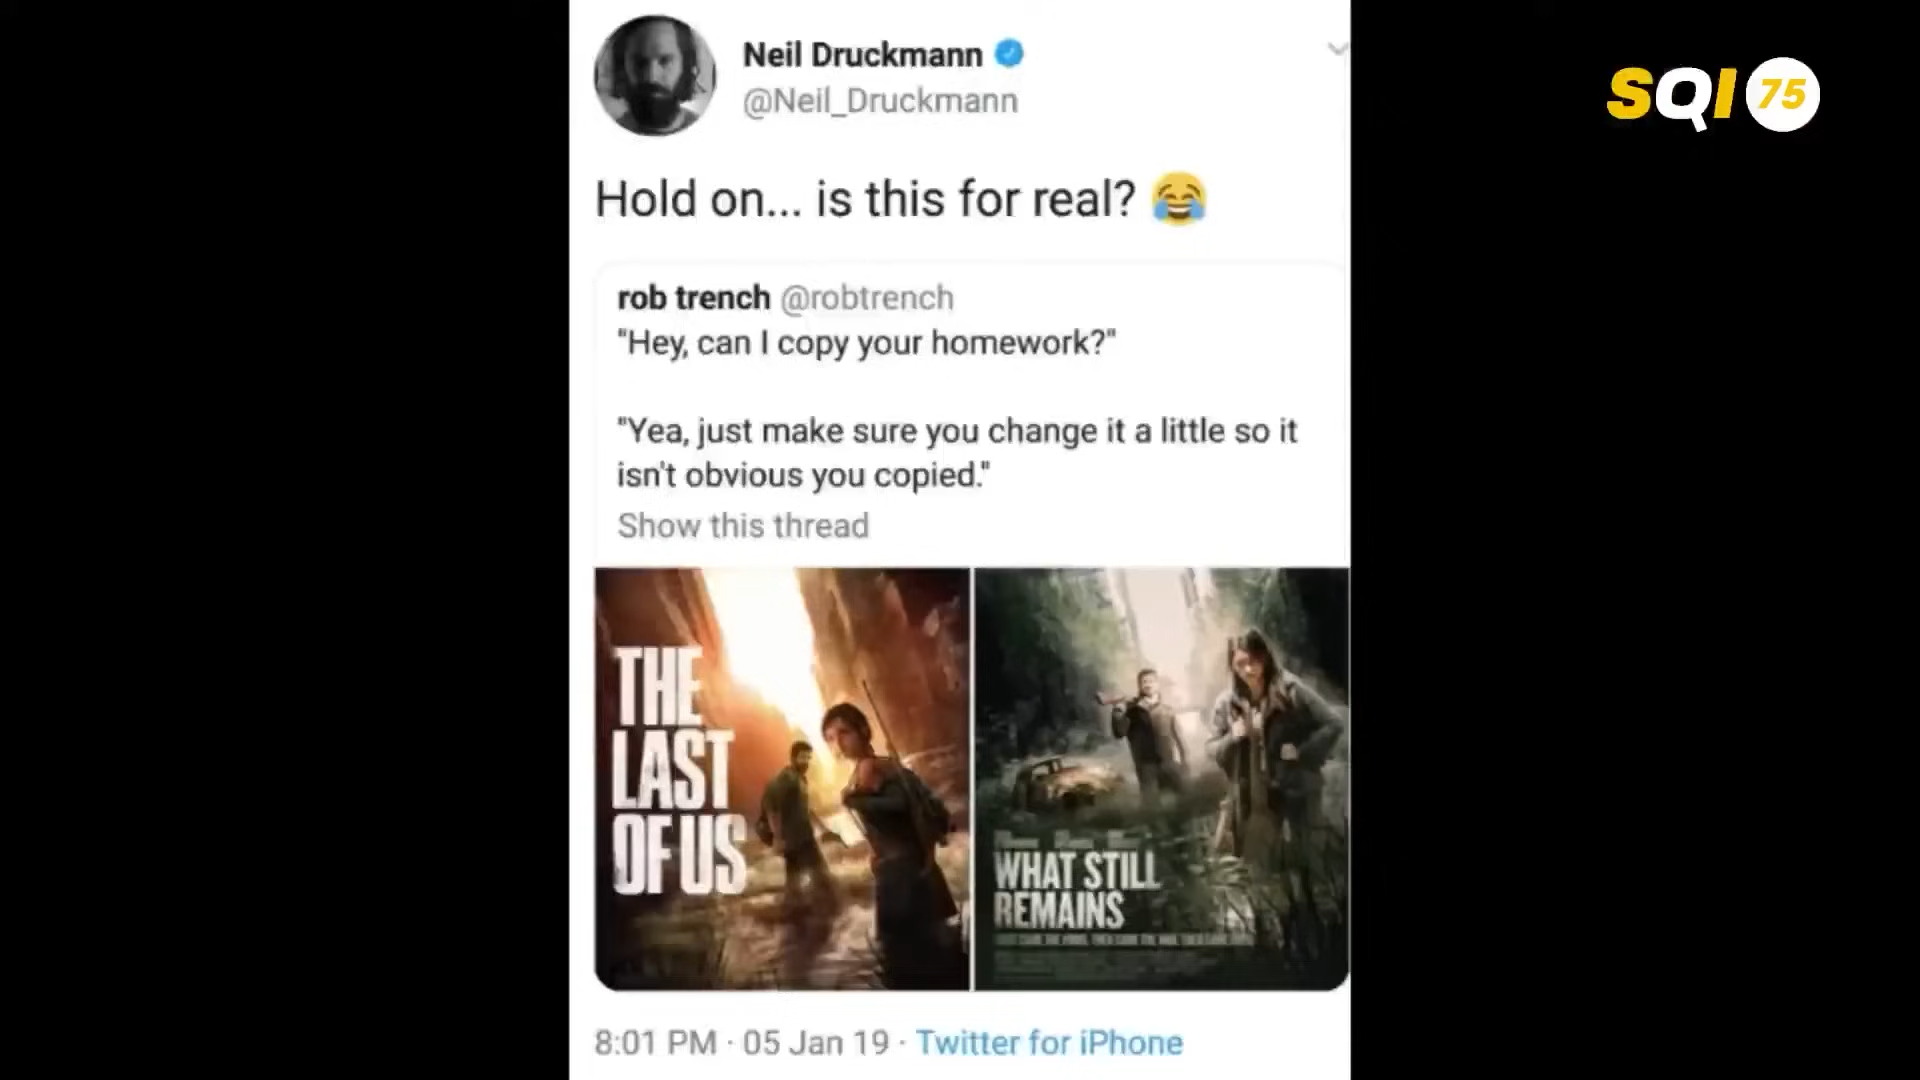 Neil Druckmann
@Neil_Druckmann
SQI 75
Hold on... is this for real? 😂
rob trench @robtrench
"Hey, can I copy your homework?"
"Yea, just make sure you change it a little so it
isn't obvious you copied."
Show this thread
THE
LAST
OF US
WHAT STILL
REMAINS
8:01 PM · 05 Jan 19 · Twitter for iPhone